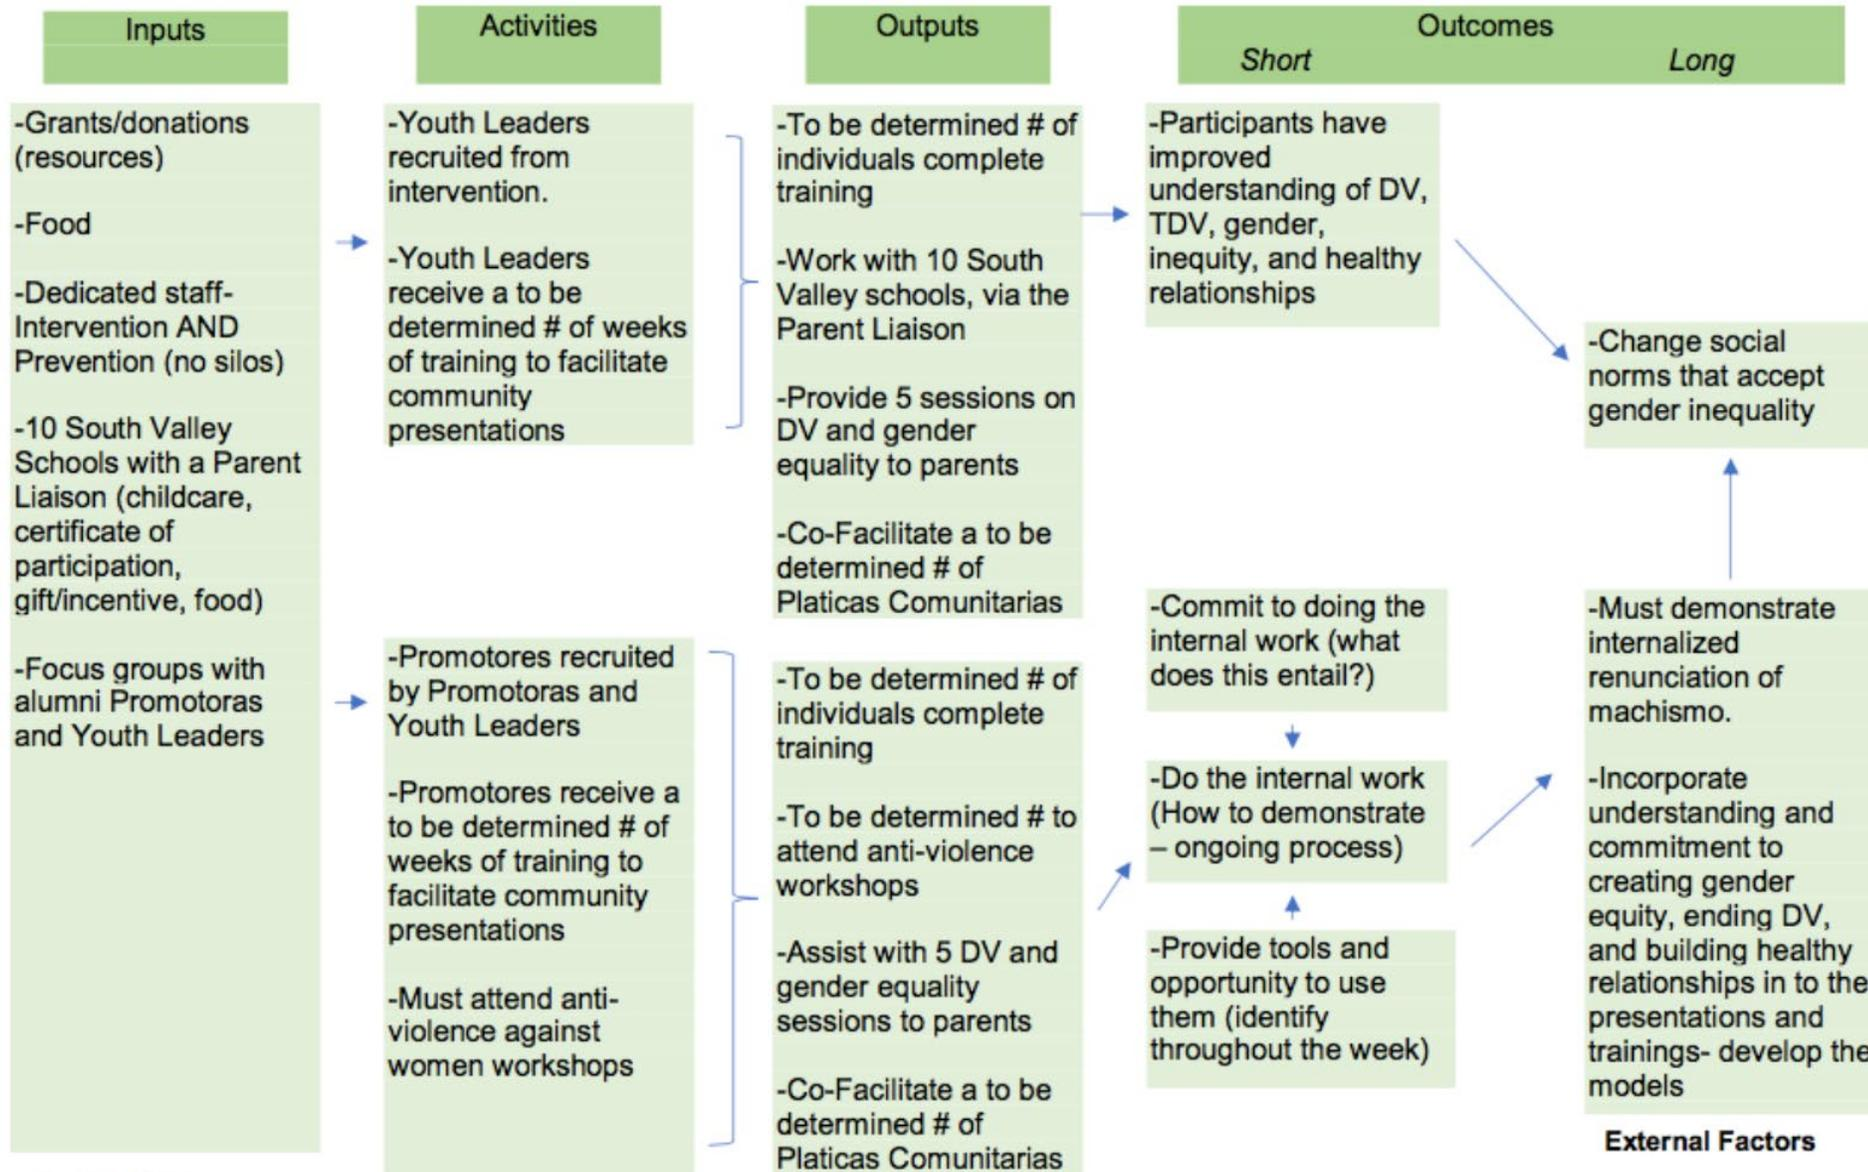 Inputs
Activities
Outputs
Outcomes
Short
Long
-Grants/donations
(resources)
-Food
-Dedicated staff-
Intervention AND
Prevention (no silos)
-10 South Valley
Schools with a Parent
Liaison (childcare,
certificate of
participation,
gift/incentive, food)
-Focus groups with
alumni Promotoras
and Youth Leaders
-Youth Leaders
recruited from
intervention.
-Youth Leaders
receive a to be
determined # of weeks
of training to facilitate
community
presentations
-Promotores recruited
by Promotoras and
Youth Leaders
-Promotores receive a
to be determined # of
weeks of training to
facilitate community
presentations
-Must attend anti-
violence against
women workshops
-To be determined # of
individuals complete
training
-Work with 10 South
Valley schools, via the
Parent Liaison
-Provide 5 sessions on
DV and gender
equality to parents
-Co-Facilitate a to be
determined # of
Platicas Comunitarias
-To be determined # of
individuals complete
training
-To be determined # to
attend anti-violence
workshops
-Assist with 5 DV and
gender equality
sessions to parents
-Co-Facilitate a to be
determined # of
Platicas Comunitarias
-Participants have
improved
understanding of DV,
TDV, gender,
inequity, and healthy
relationships
-Commit to doing the
internal work (what
does this entail?)
-Do the internal work
(How to demonstrate
– ongoing process)
-Provide tools and
opportunity to use
them (identify
throughout the week)
-Change social
norms that accept
gender inequality
-Must demonstrate
internalized
renunciation of
machismo.
-Incorporate
understanding and
commitment to
creating gender
equity, ending DV,
and building healthy
relationships in to the
presentations and
trainings- develop the
models
External Factors